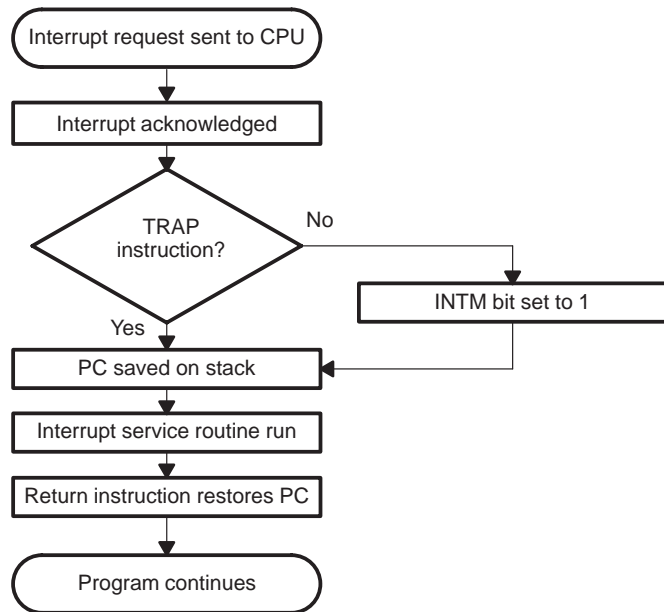 Interrupt request sent to CPU
Interrupt acknowledged
TRAP
instruction?
No
INTM bit set to 1
Yes
PC saved on stack
Interrupt service routine run
Return instruction restores PC
Program continues